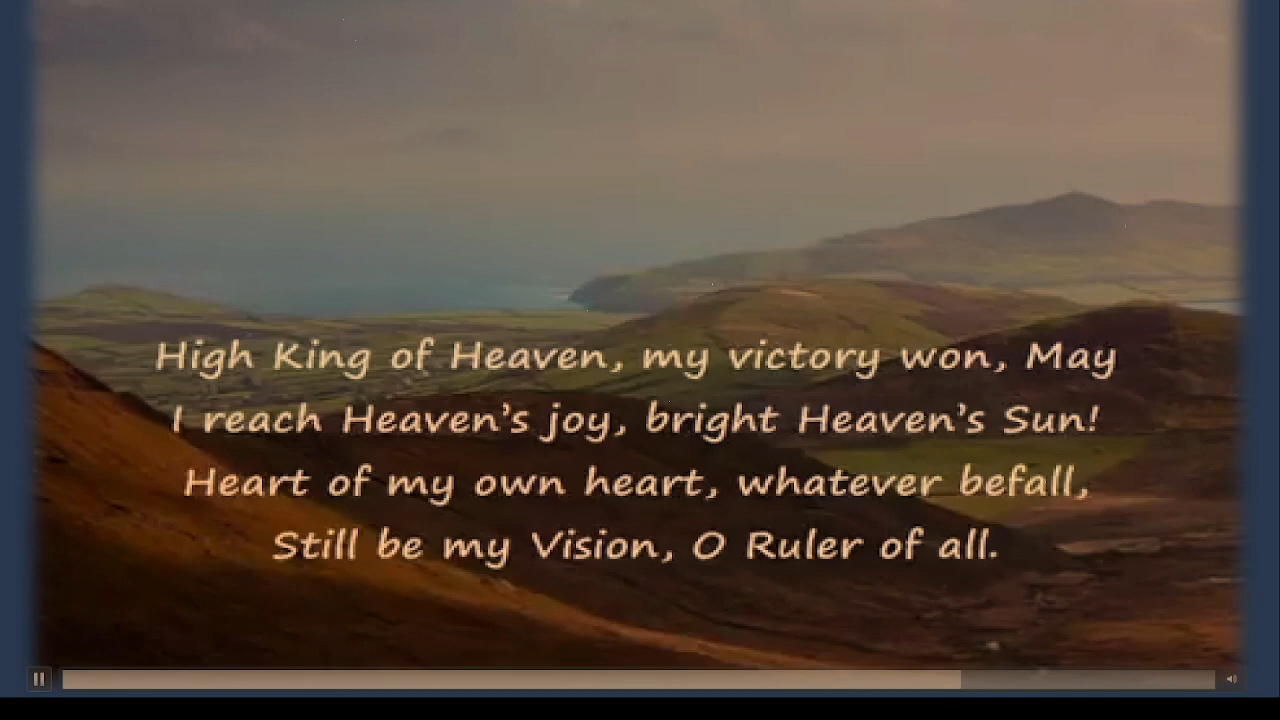 High King of Heaven, my victory won, May
I reach Heaven’s joy, bright Heaven’s Sun!
Heart of my own heart, whatever befall,
Still be my Vision, O Ruler of all.